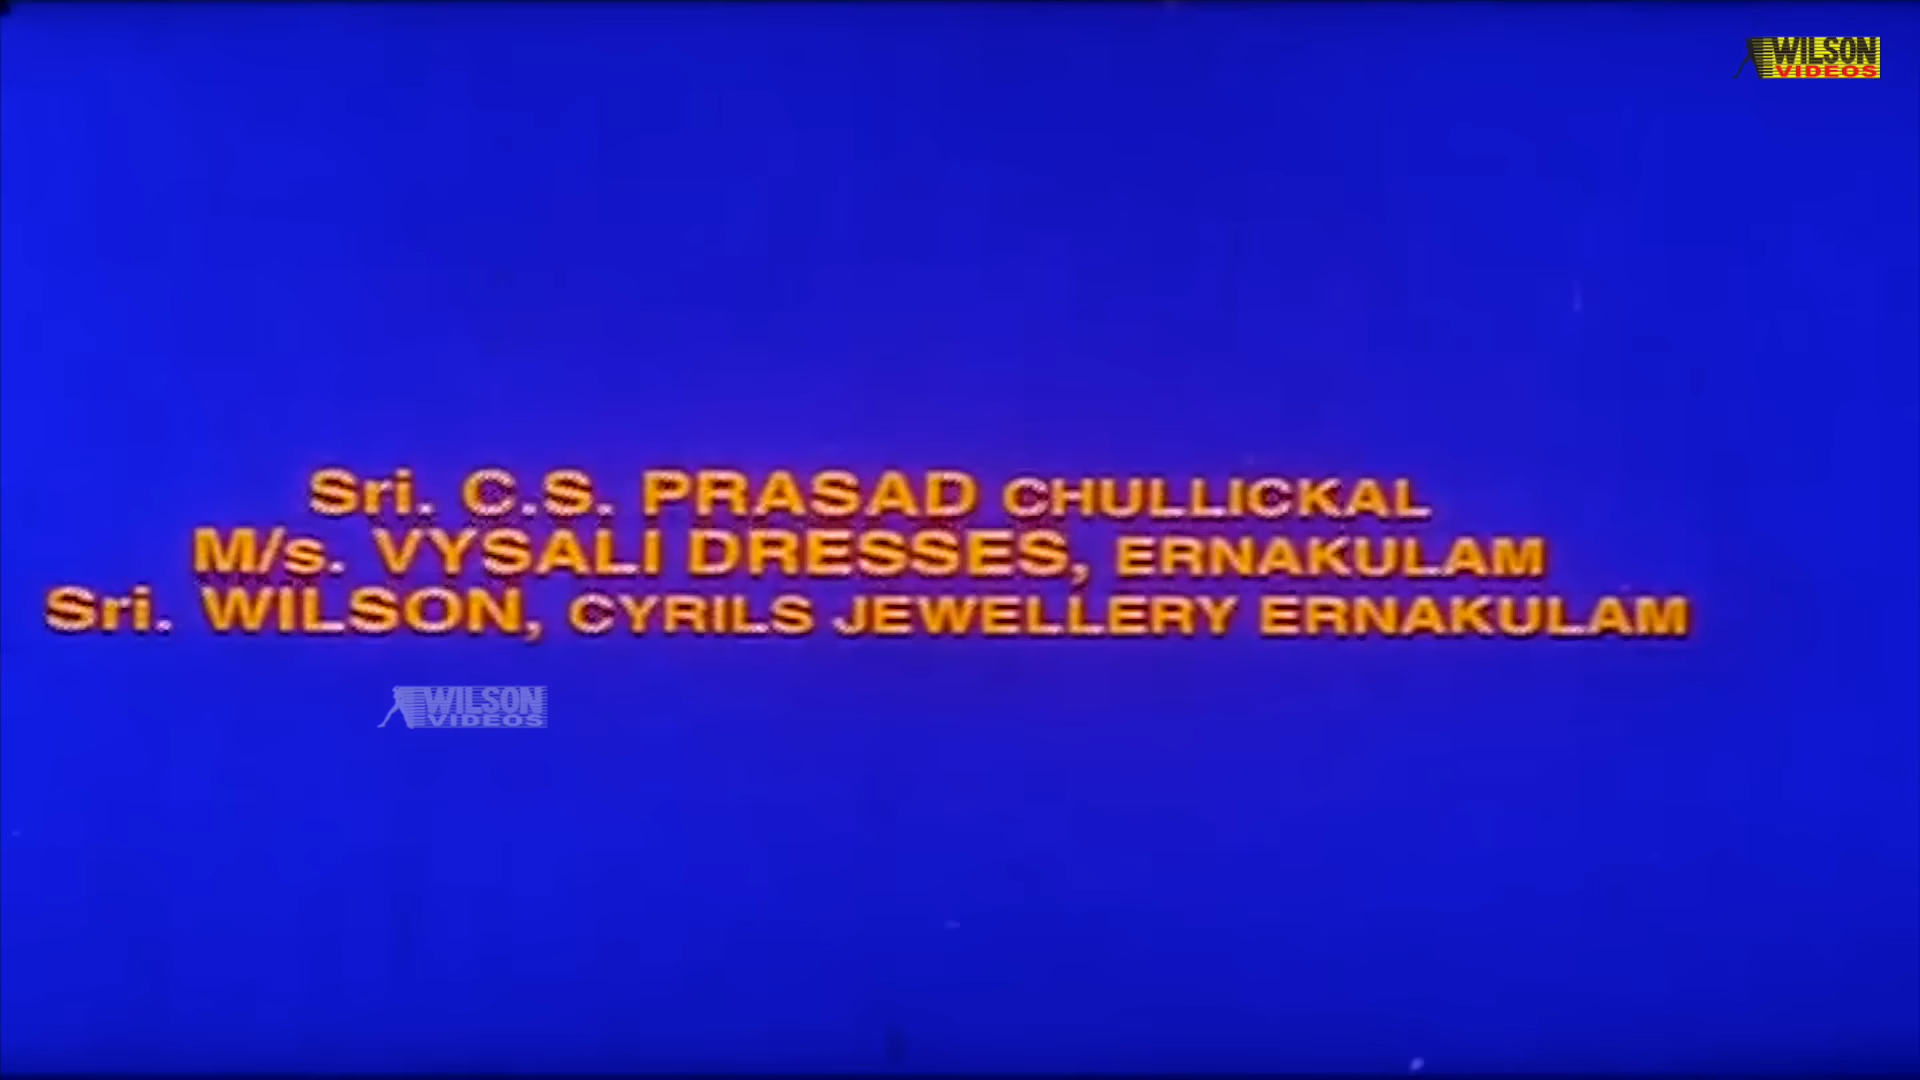 WILSON
VIDEOS
Sri. C.S. PRASAD CHULLICKAL
M/s. VYSALI DRESSES, ERNAKULAM
Sri. WILSON, CYRILS JEWELLERY ERNAKULAM
WILSON
VIDEOS